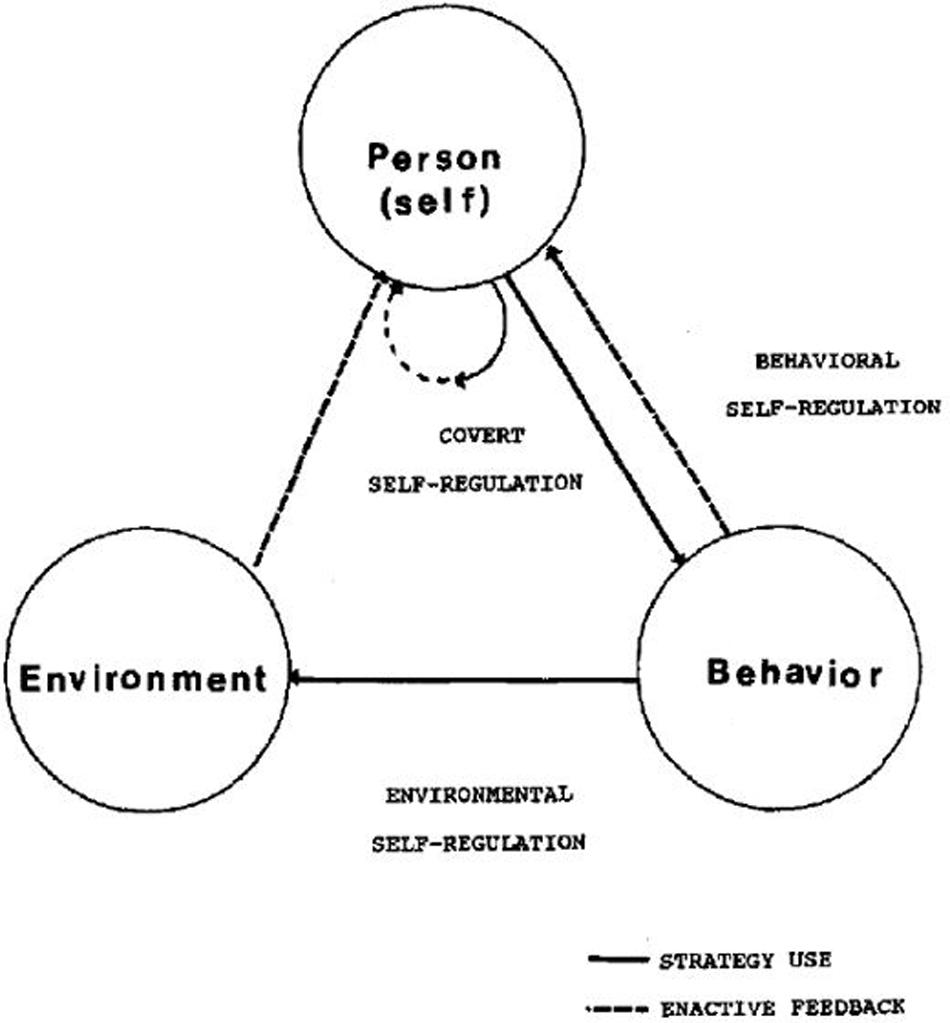 Person
(self)
BEHAVIORAL
SELF-REGULATION
COVERT
SELF-REGULATION
Environment
Behavior
ENVIRONMENTAL
SELF-REGULATION
STRATEGY USE
ENACTIVE FEEDBACK